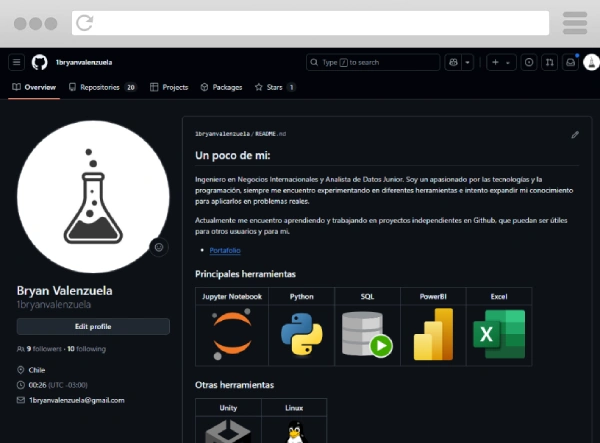 1bryanvalenzuela
Type / to search
Overview
Repositories 20
Projects
Packages
Stars 1
1bryanvalenzuela / README.md
Un poco de mi:
Ingeniero en Negocios Internacionales y Analista de Datos Junior. Soy un apasionado por las tecnologías y la
programación, siempre me encuentro experimentando en diferentes herramientas e intento expandir mi conocimiento
para aplicarlos en problemas reales.
Actualmente me encuentro aprendiendo y trabajando en proyectos independientes en Github, que puedan ser útiles
para otros usuarios y para mi.
Portafolio
Bryan Valenzuela
1bryanvalenzuela
Edit profile
9 followers · 10 following
Chile
00:26 (UTC -03:00)
1bryanvalenzuela@gmail.com
Principales herramientas
Jupyter Notebook Python SQL PowerBI Excel
X
Otras herramientas
Unity Linux